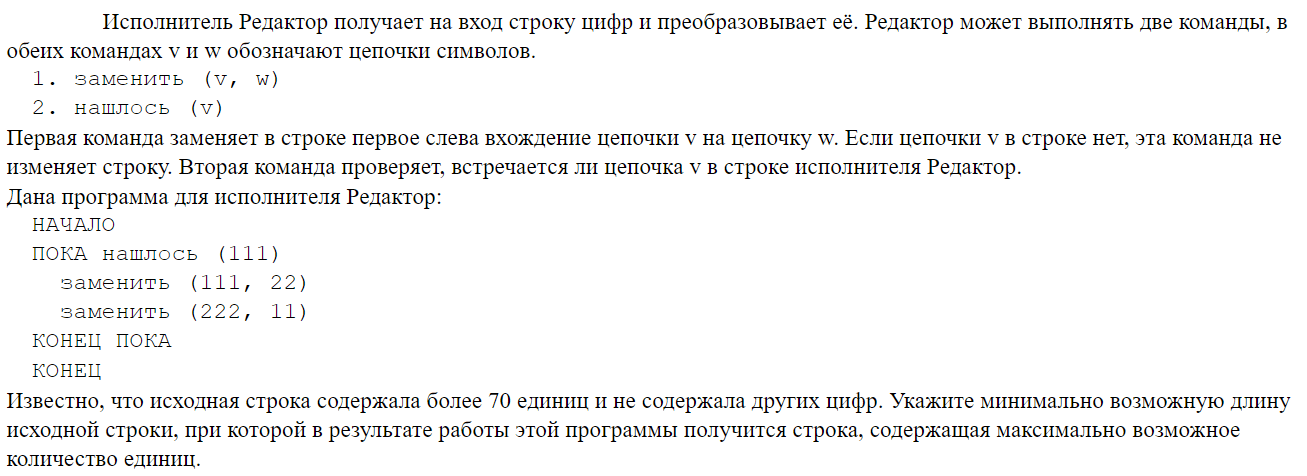 Исполнитель Редактор получает на вход строку цифр и преобразовывает её. Редактор может выполнять две команды, в
обеих командах v и w обозначают цепочки символов.
1. заменить (v, w)
2. нашлось (v)
Первая команда заменяет в строке первое слева вхождение цепочки v на цепочку w. Если цепочки v в строке нет, эта команда не
изменяет строку. Вторая команда проверяет, встречается ли цепочка v в строке исполнителя Редактор.
Дана программа для исполнителя Редактор:
НАЧАЛО
ПОКА нашлось (111)
заменить (111, 22)
заменить (222, 11)
КОНЕЦ ПОКА
КОНЕЦ
Известно, что исходная строка содержала более 70 единиц и не содержала других цифр. Укажите минимально возможную длину
исходной строки, при которой в результате работы этой программы получится строка, содержащая максимально возможное
количество единиц.